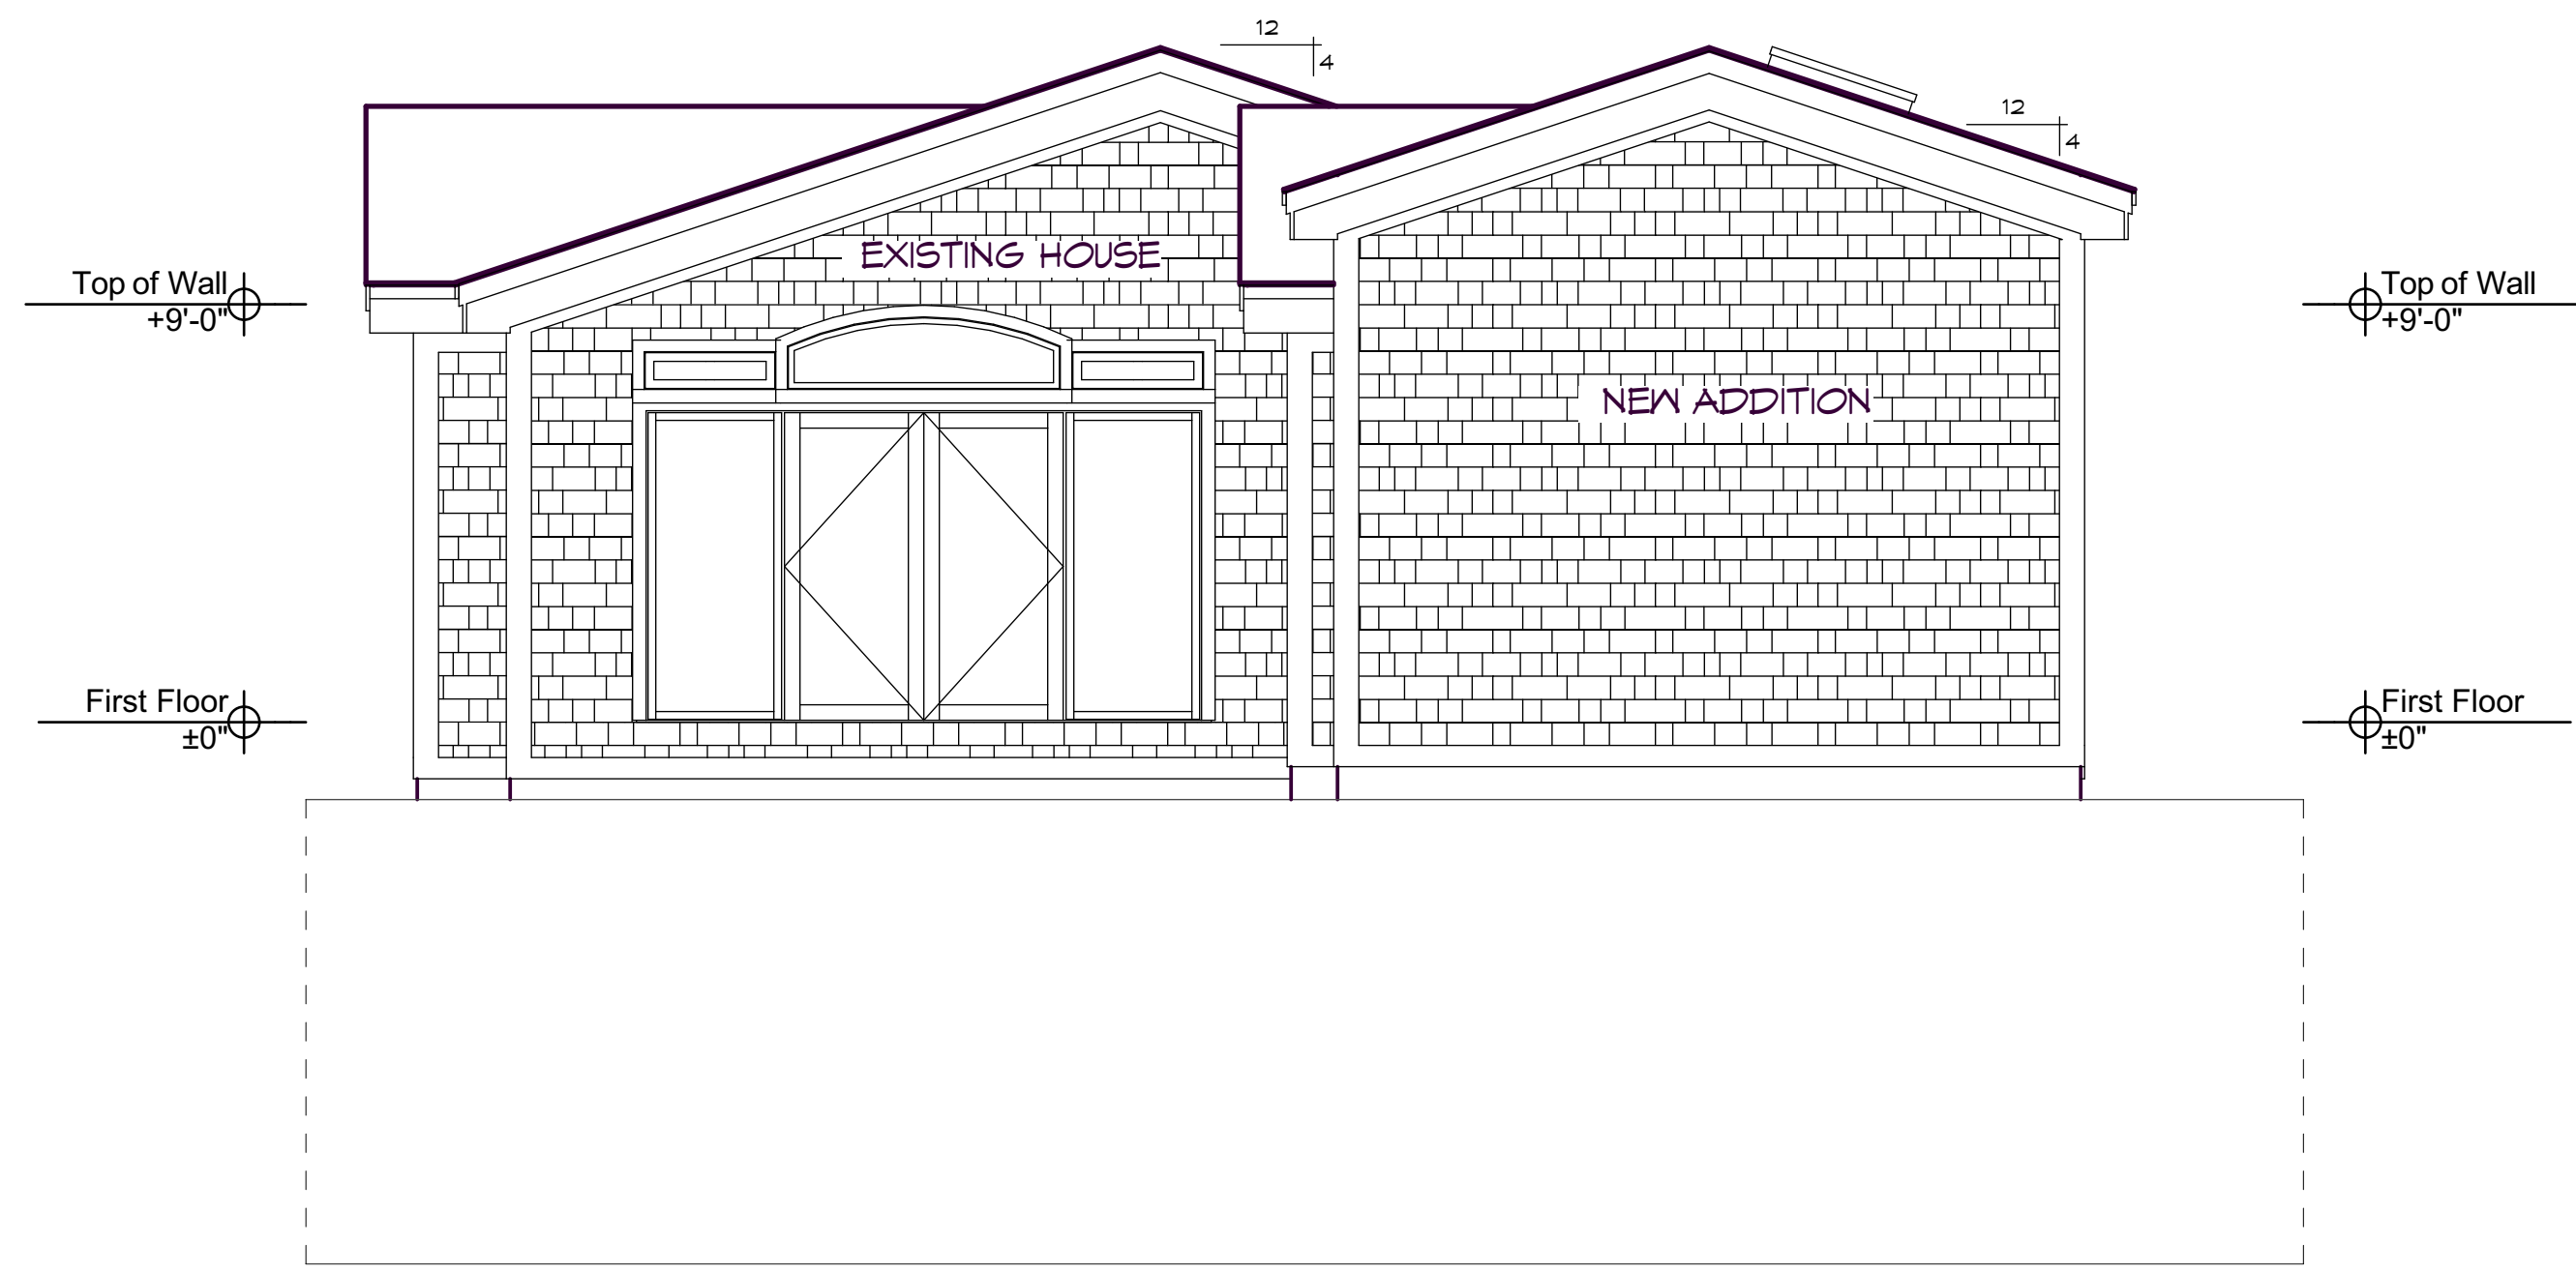 12
4
12
4
EXISTING HOUSE
Top of Wall
+9'-0"
Top of Wall
+9'-0"
NEW ADDITION
First Floor
±0"
First Floor
±0"